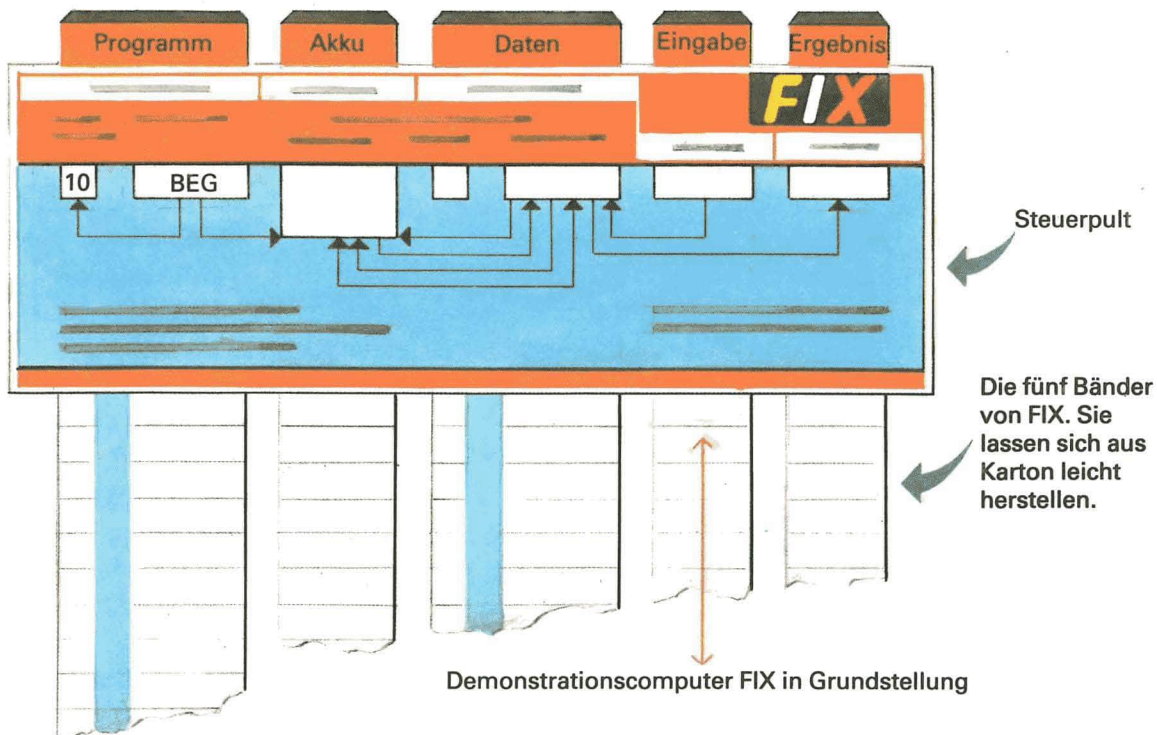 Programm Akku Daten Eingabe Ergebnis
FIX
10 BEG
Steuerpult
Die fünf Bänder
von FIX. Sie
lassen sich aus
Karton leicht
herstellen.
Demonstrationscomputer FIX in Grundstellung